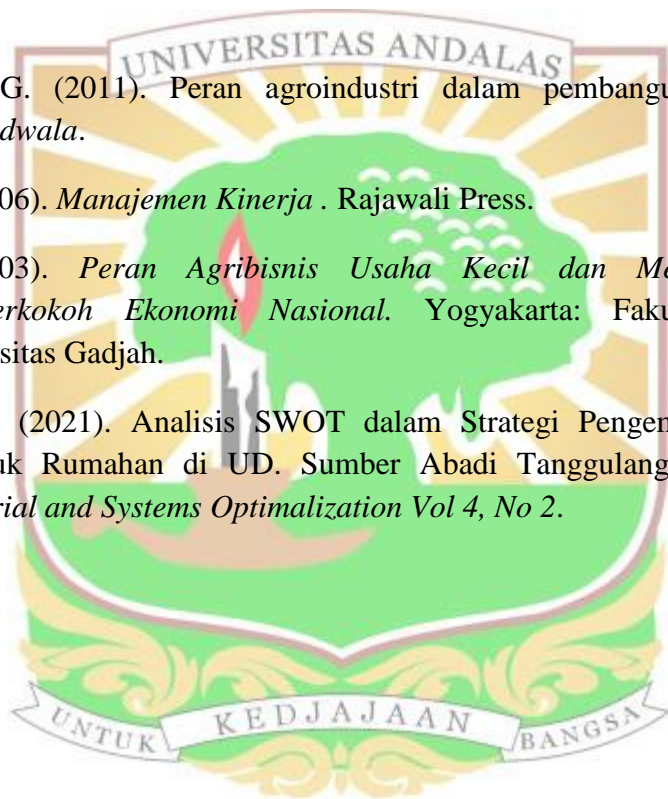 UNIVERSITAS ANDALAS
G. (2011). Peran agroindustri dalam pembangu
dwala.
06). Manajemen Kinerja . Rajawali Press.
03). Peran Agribisnis Usaha Kecil dan Me
erkokoh Ekonomi Nasional. Yogyakarta: Faku
sitas Gadjah.
(2021). Analisis SWOT dalam Strategi Pengem
uk Rumahan di UD. Sumber Abadi Tanggulang
rial and Systems Optimalization Vol 4, No 2.
UNTUK KEDJAJAAN BANGSA